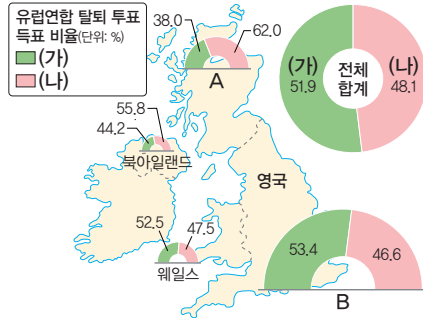 유럽연합 탈퇴 투표
득표 비율(단위: %)
(가)
(나)
38.0
62.0
A
(가)
51.9
전체
합계
(나)
48.1
55.8
44.2
북아일랜드
영국
52.5
47.5
웨일스
53.4
46.6
B